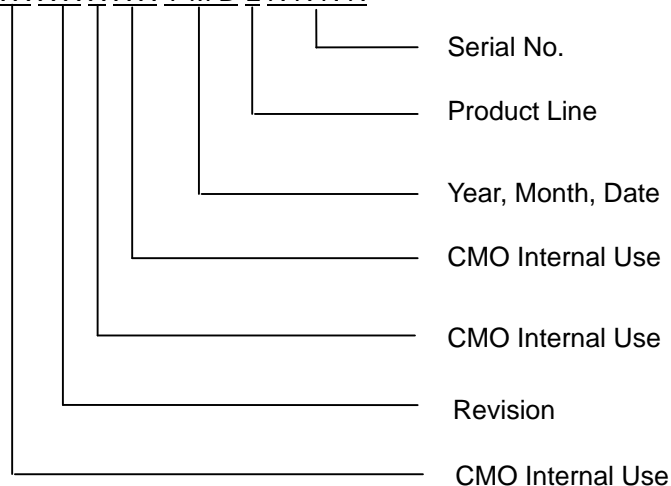 Serial No.
Product Line
Year, Month, Date
CMO Internal Use
CMO Internal Use
Revision
CMO Internal Use